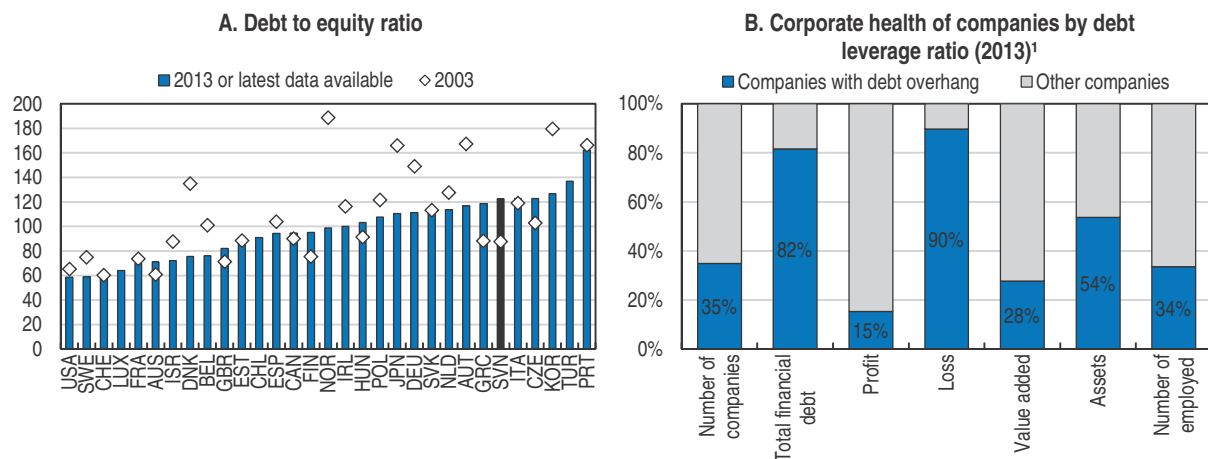 A. Debt to equity ratio
2013 or latest data available
2003
200
180
160
140
120
100
80
60
40
20
0
USA
SWE
CHE
LUX
FRA
AUS
ISR
DNK
BEL
GBR
EST
CHL
ESP
CAN
FIN
NOR
IRL
HUN
POL
JPN
DEU
SVK
NLD
AUT
GRC
SVN
ITA
CZE
KOR
TUR
PRT
B. Corporate health of companies by debt
leverage ratio (2013)¹
Companies with debt overhang
Other companies
100%
80%
60%
40%
20%
0%
35%
82%
15%
90%
28%
54%
34%
Number of
companies
Total financial
debt
Profit
Loss
Value added
Assets
Number of
employed